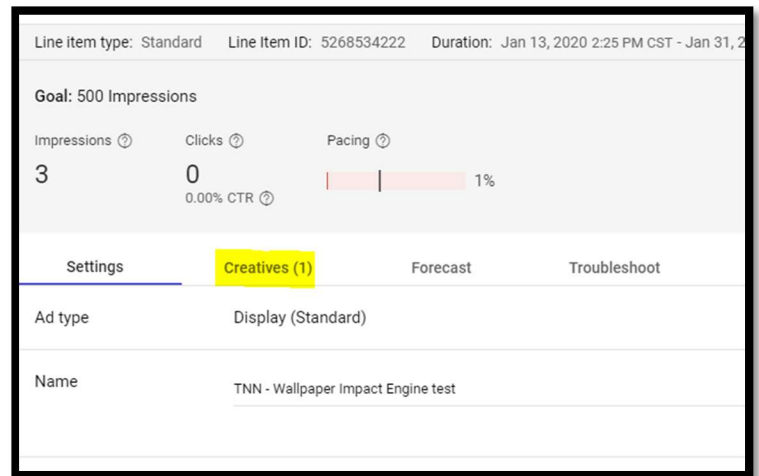 Line item type: Standard Line Item ID: 5268534222 Duration: Jan 13, 2020 2:25 PM CST - Jan 31, 2
Goal: 500 Impressions
Impressions Clicks Pacing
3 0 1%
0.00% CTR
Settings Creatives (1) Forecast Troubleshoot
Ad type Display (Standard)
Name TNN - Wallpaper Impact Engine test